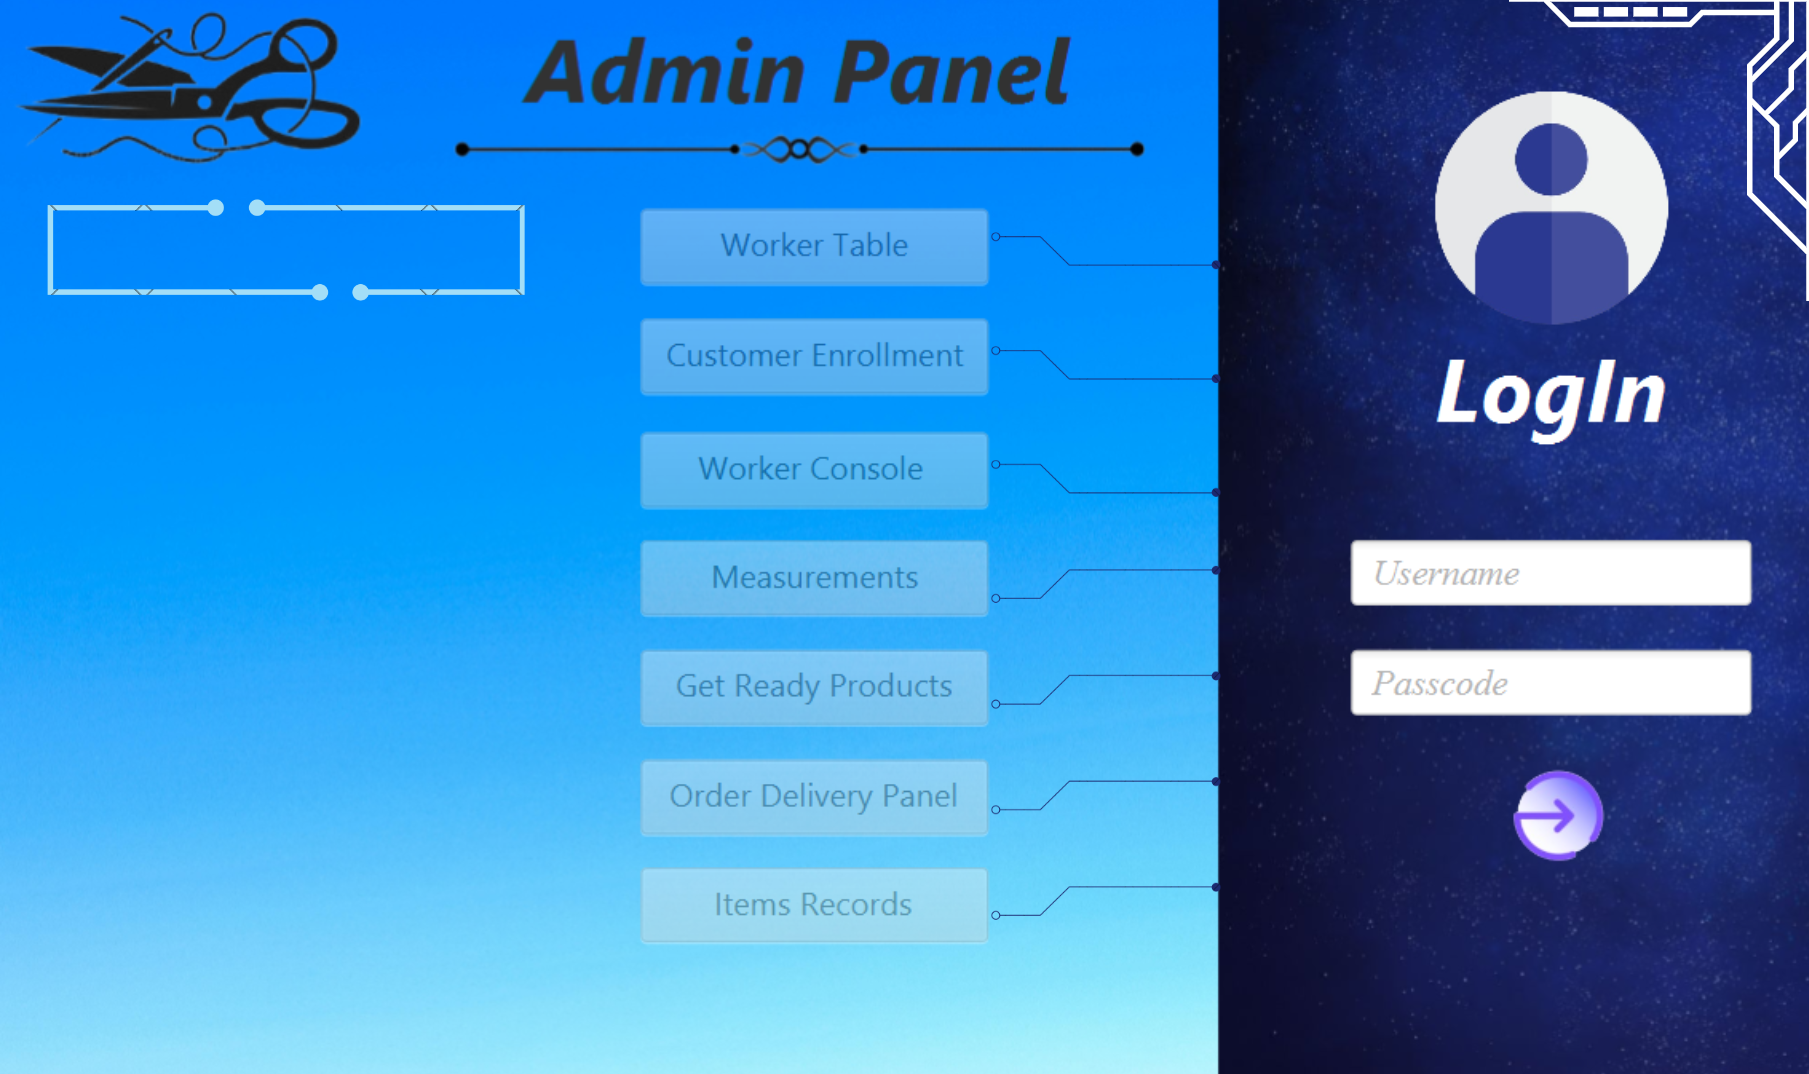 Admin Panel
Worker Table
Customer Enrollment
Worker Console
Measurements
Get Ready Products
Order Delivery Panel
Items Records
LogIn
Username
Passcode